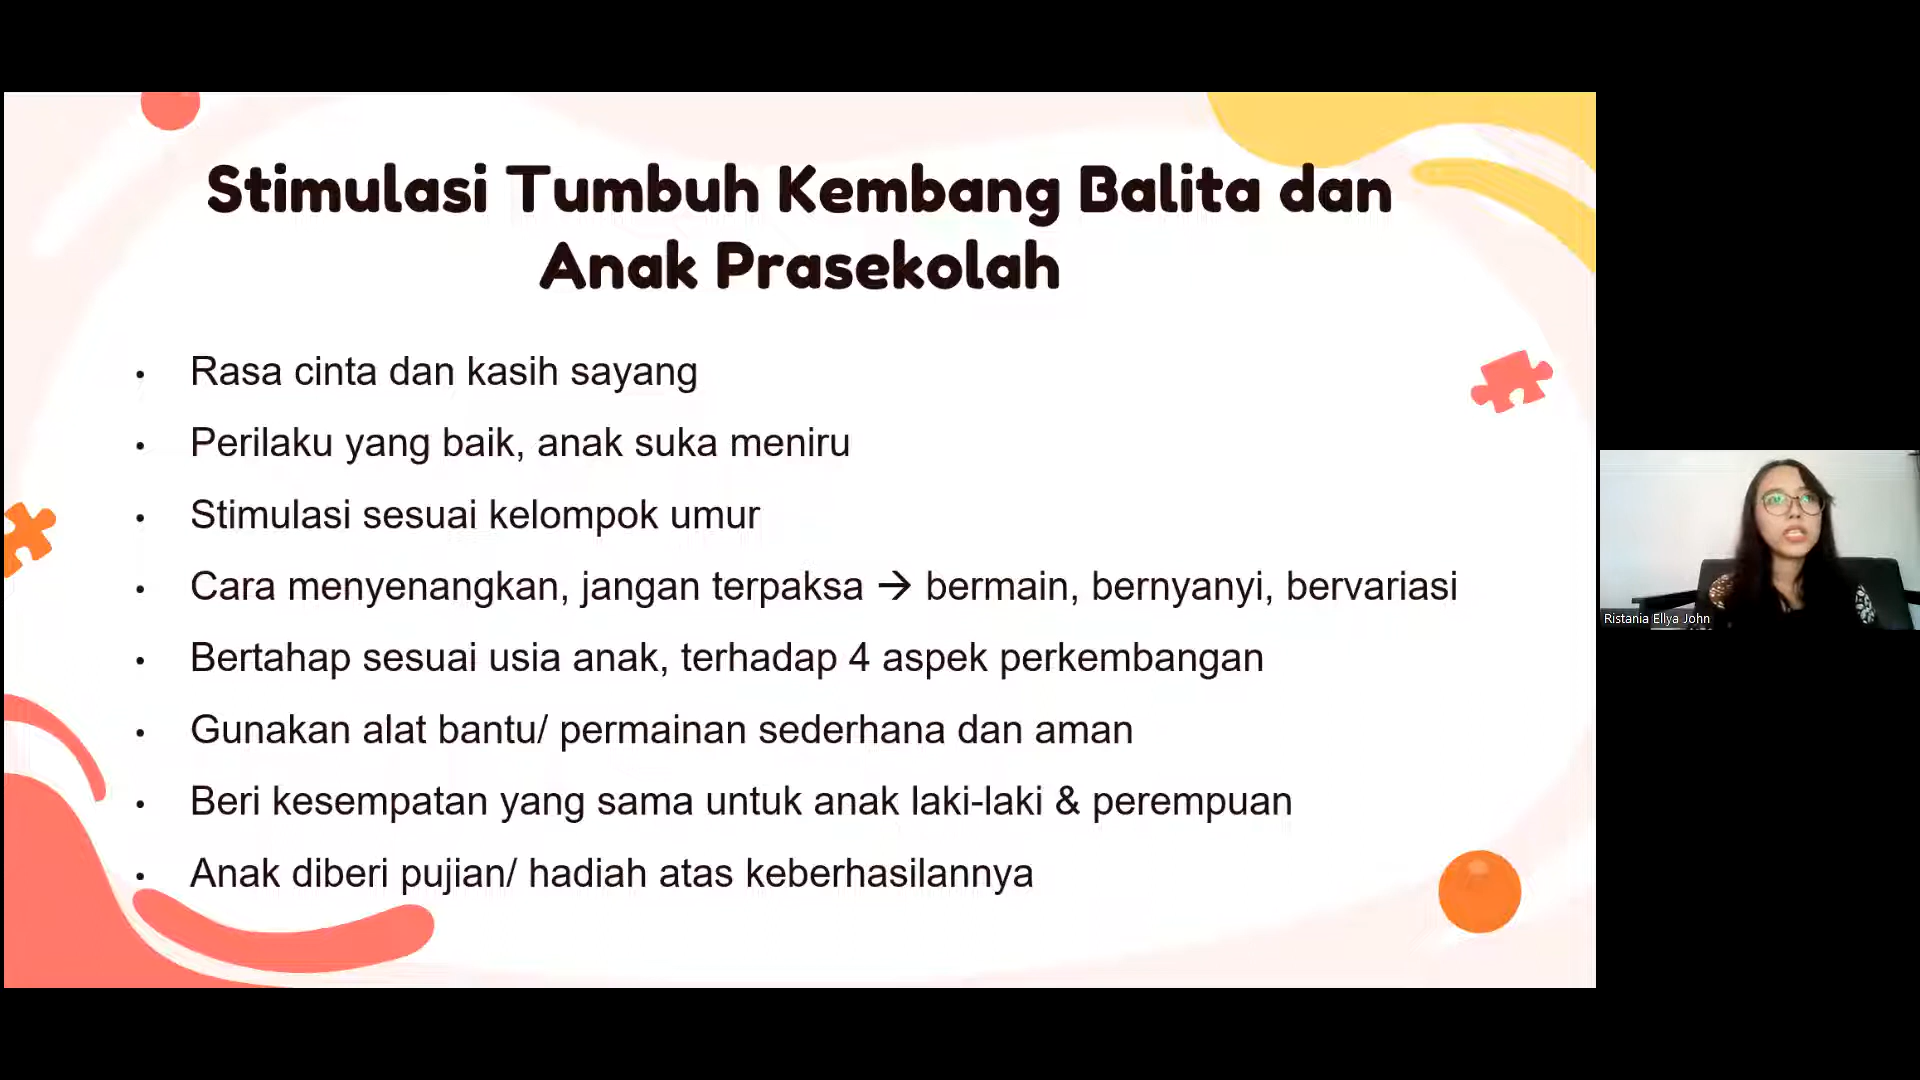 Stimulasi Tumbuh Kembang Balita dan
Anak Prasekolah
• Rasa cinta dan kasih sayang
• Perilaku yang baik, anak suka meniru
• Stimulasi sesuai kelompok umur
• Cara menyenangkan, jangan terpaksa → bermain, bernyanyi, bervariasi
• Bertahap sesuai usia anak, terhadap 4 aspek perkembangan
• Gunakan alat bantu/ permainan sederhana dan aman
• Beri kesempatan yang sama untuk anak laki-laki & perempuan
• Anak diberi pujian/ hadiah atas keberhasilannya
Ristania Ellya John